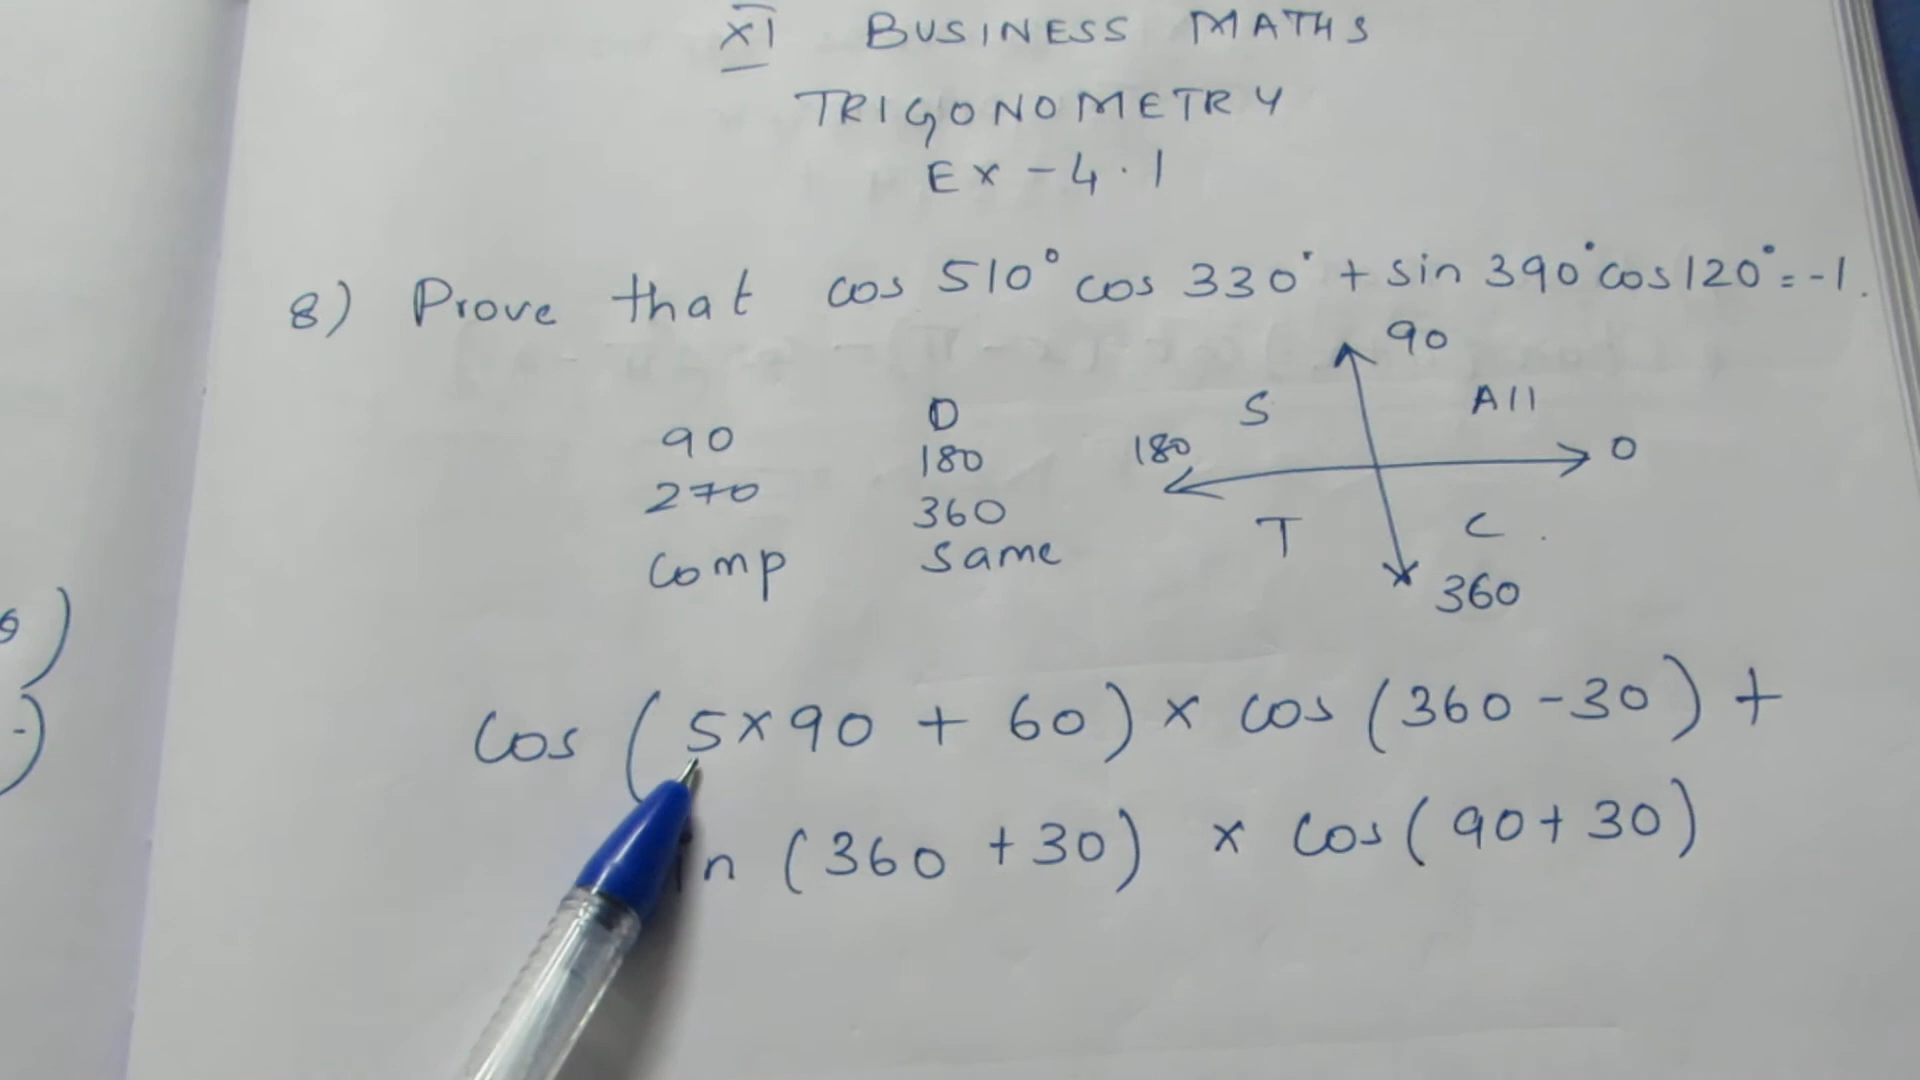 XI BUSINESS MATHS
TRIGONOMETRY
EX - 4.1
8) Prove that cos 510° cos 330° + sin 390° cos 120° = -1.
90
270
comp
0
180
360
same
90
S
All
180
0
T
C
360
cos (5×90 + 60) × cos (360 - 30) +
in (360 + 30) × cos (90 + 30)